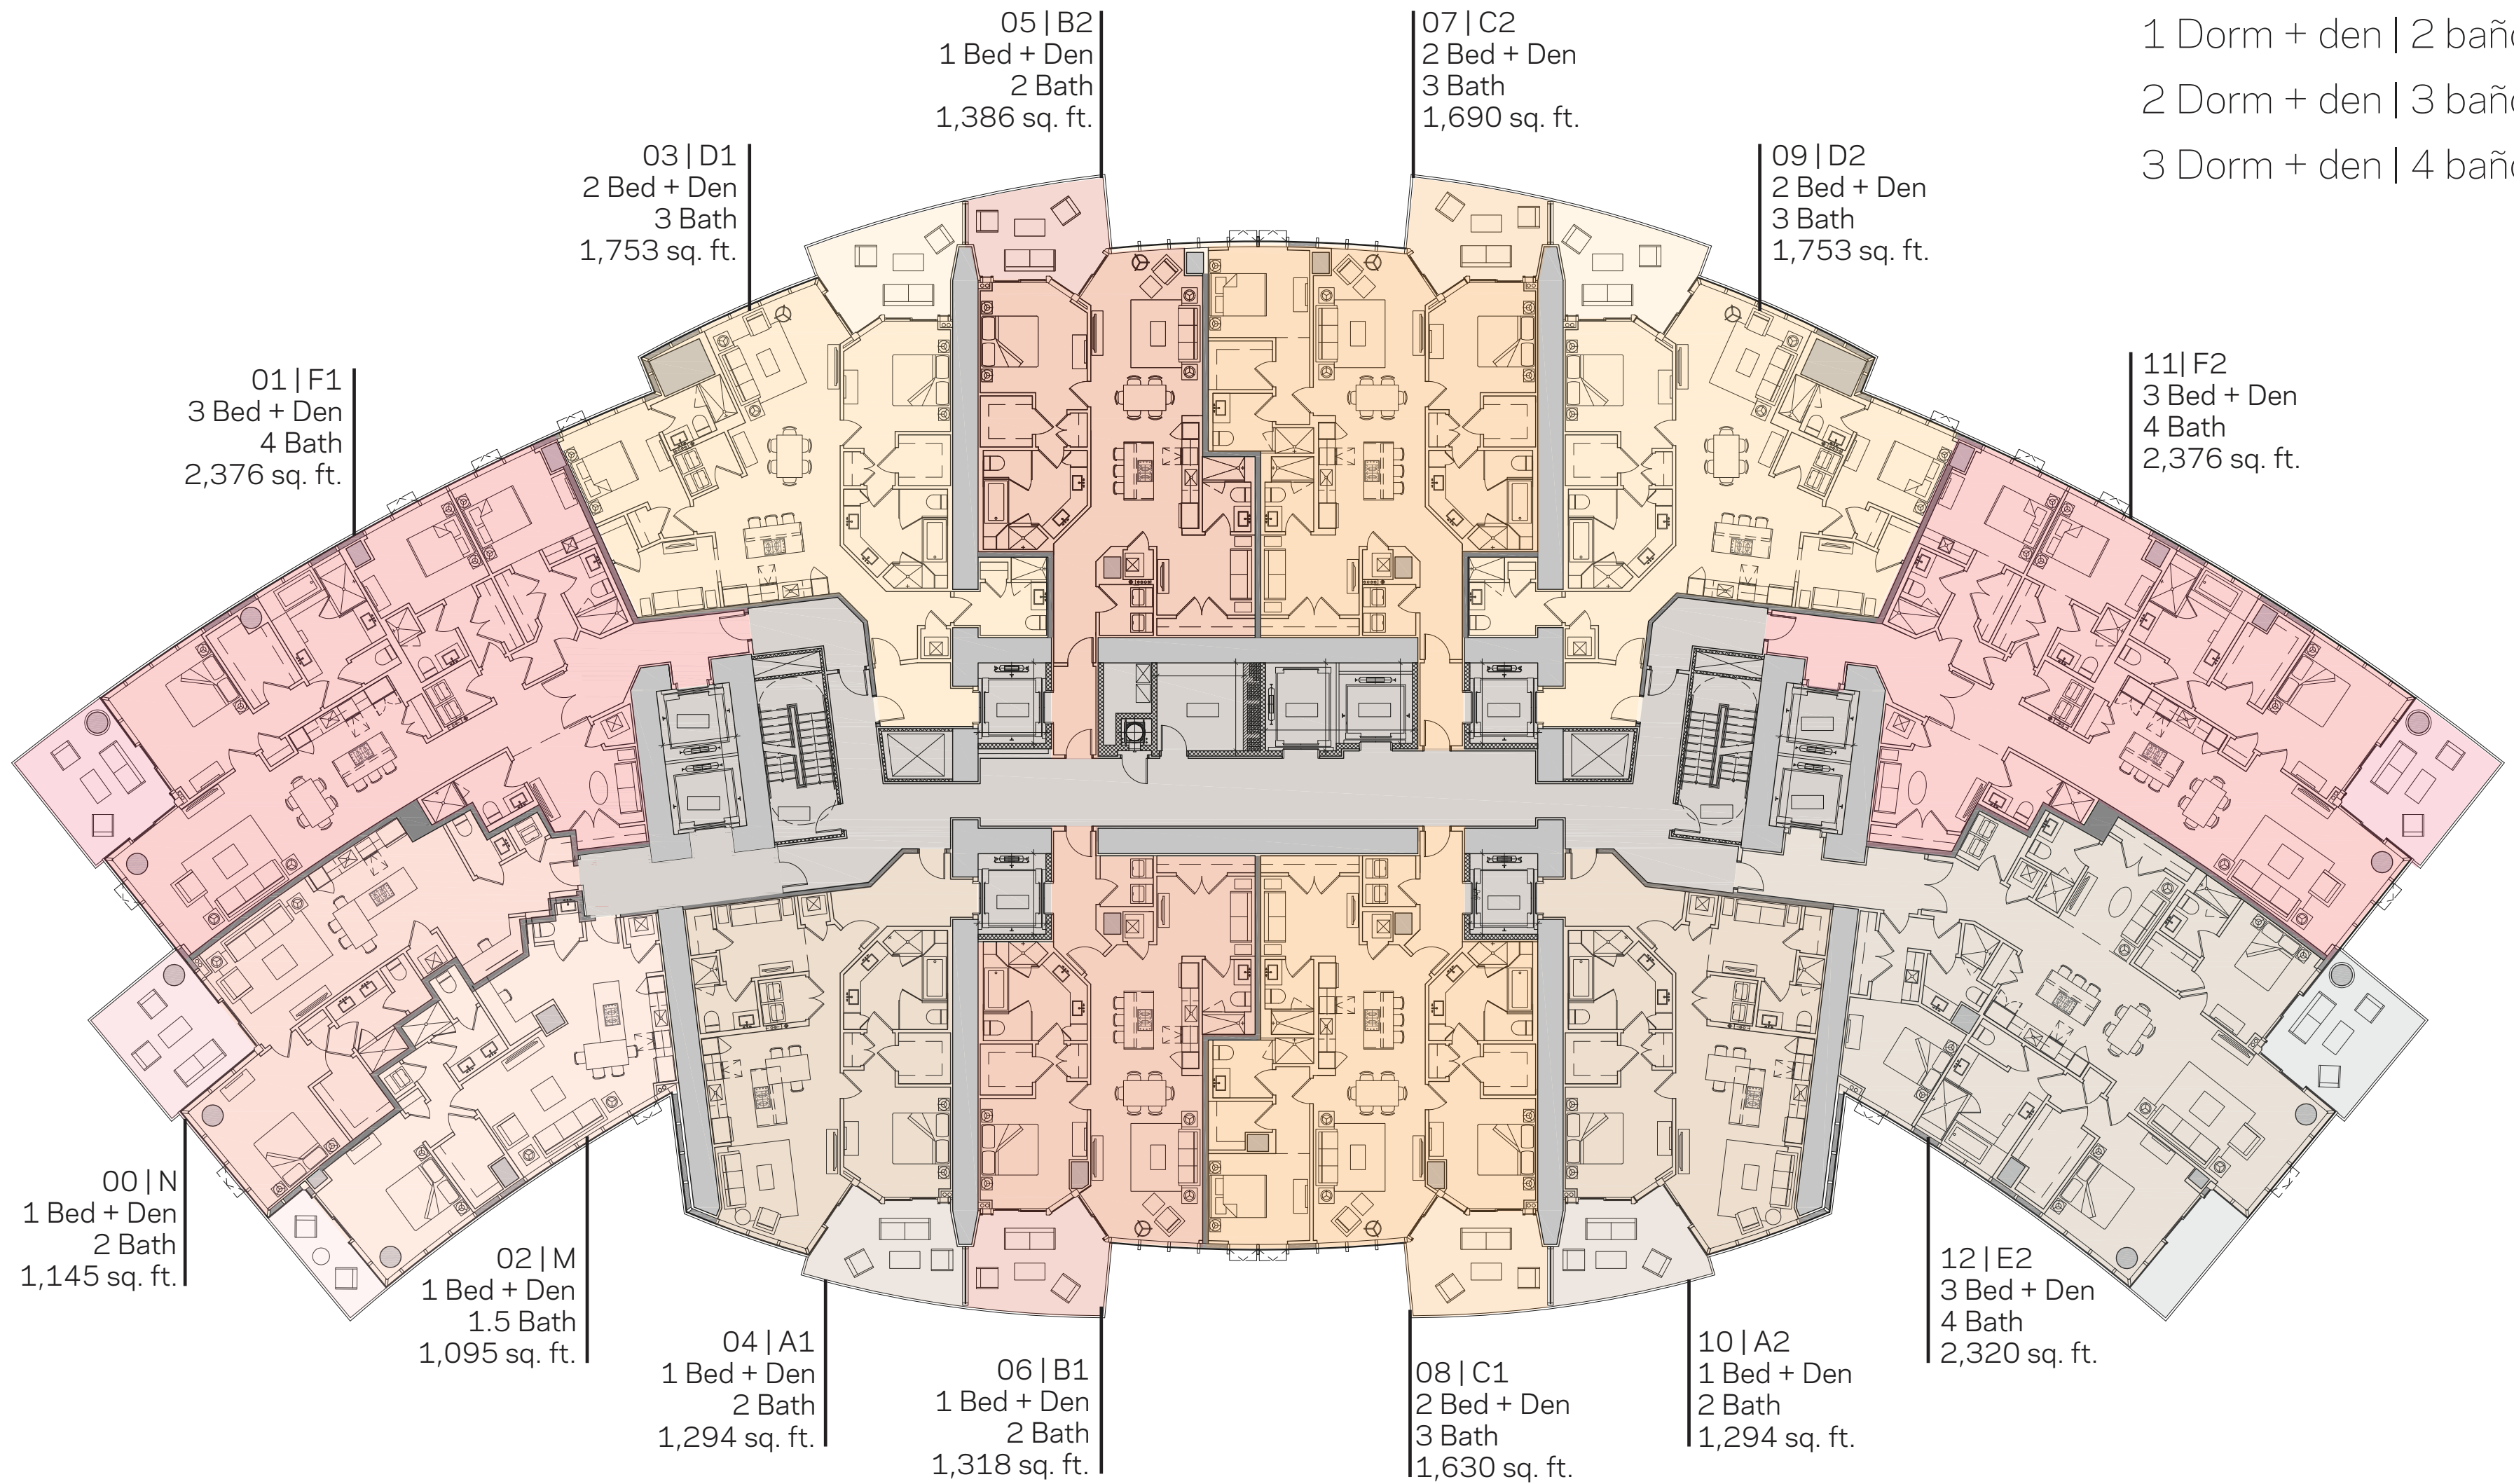 05 | B2
1 Bed + Den
2 Bath
1,386 sq. ft.
07 | C2
2 Bed + Den
3 Bath
1,690 sq. ft.
1 Dorm + den | 2
2 Dorm + den | 3
3 Dorm + den | 4
03 | D1
2 Bed + Den
3 Bath
1,753 sq. ft.
09 | D2
2 Bed + Den
3 Bath
1,753 sq. ft.
01 | F1
3 Bed + Den
4 Bath
2,376 sq. ft.
11| F2
3 Bed + Den
4 Bath
2,376 sq. ft.
00 | N
1 Bed + Den
2 Bath
1,145 sq. ft.
02 | M
1 Bed + Den
1.5 Bath
1,095 sq. ft.
04 | A1
1 Bed + Den
2 Bath
1,294 sq. ft.
06 | B1
1 Bed + Den
2 Bath
1,318 sq. ft.
08 | C1
2 Bed + Den
3 Bath
1,630 sq. ft.
10 | A2
1 Bed + Den
2 Bath
1,294 sq. ft.
12 | E2
3 Bed + Den
4 Bath
2,320 sq. ft.